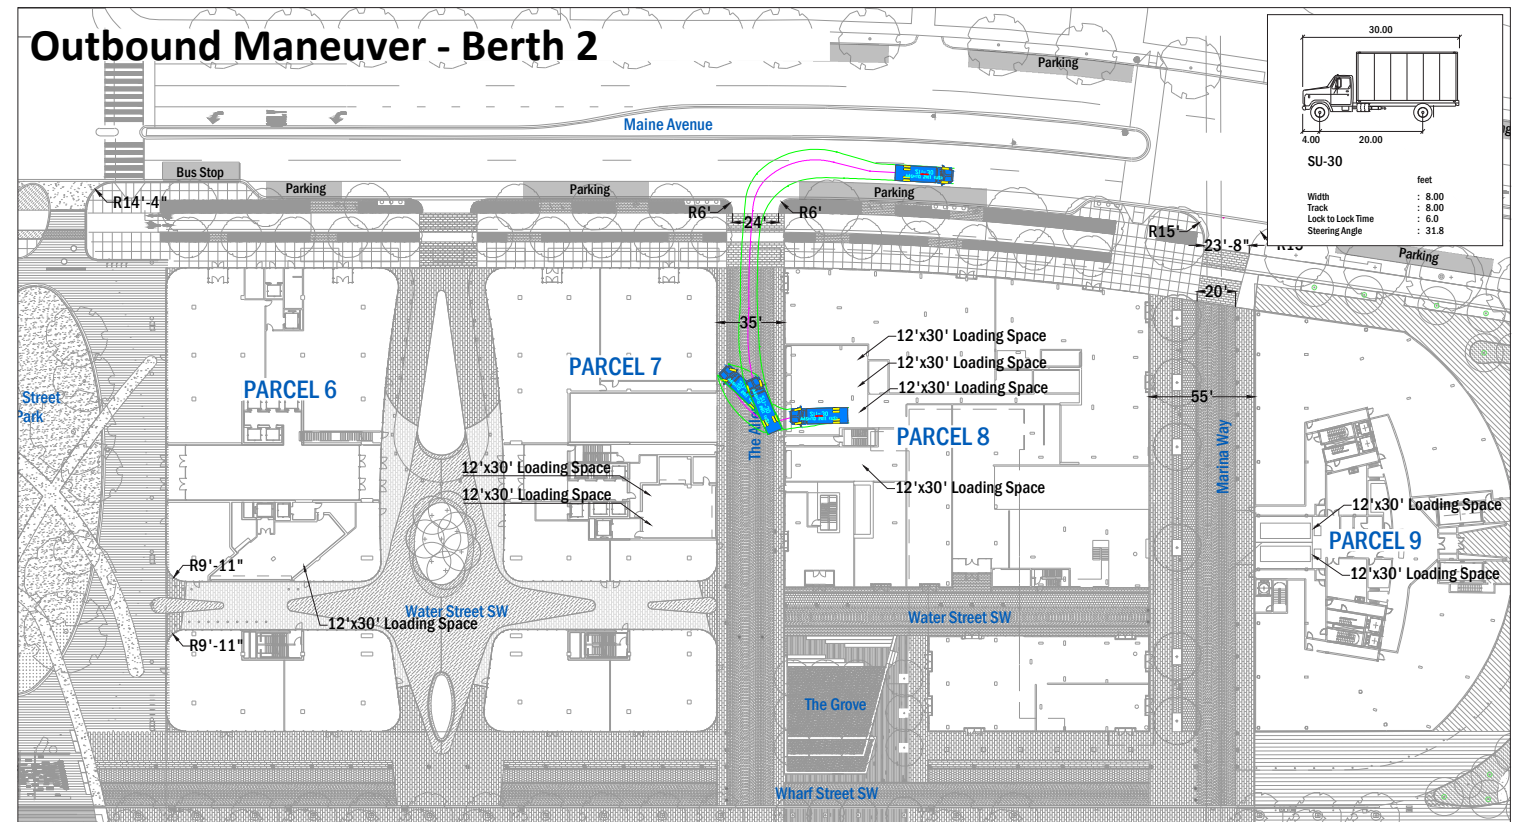 Outbound Maneuver - Berth 2
Parking
30.00
4.00
20.00
SU-30
feet
Width : 8.00
Track : 8.00
Lock to Lock Time : 6.0
Steering Angle : 31.8
Maine Avenue
Bus Stop
Parking
Parking
Parking
SU-30
R14'-4"
R6'
24'
R6'
R15'
23'-8"
Parking
20'
35'
12'x30' Loading Space
12'x30' Loading Space
12'x30' Loading Space
PARCEL 7
PARCEL 6
Street
Park
55'
SU-30
PARCEL 8
Marina Way
12'x30' Loading Space
12'x30' Loading Space
12'x30' Loading Space
12'x30' Loading Space
PARCEL 9
12'x30' Loading Space
R9'-11"
Water Street SW
12'x30' Loading Space
Water Street SW
R9'-11"
The Grove
Wharf Street SW